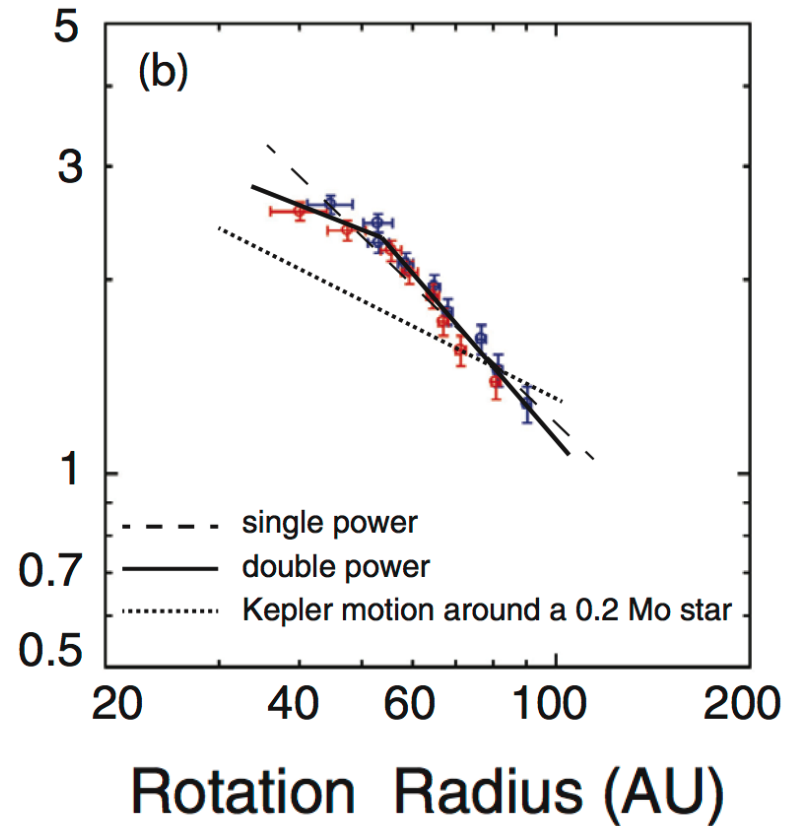 5
(b)
3
1
single power
0.7
double power
Kepler motion around a 0.2 Mo star
0.5
20 40 60 100 200
Rotation Radius (AU)